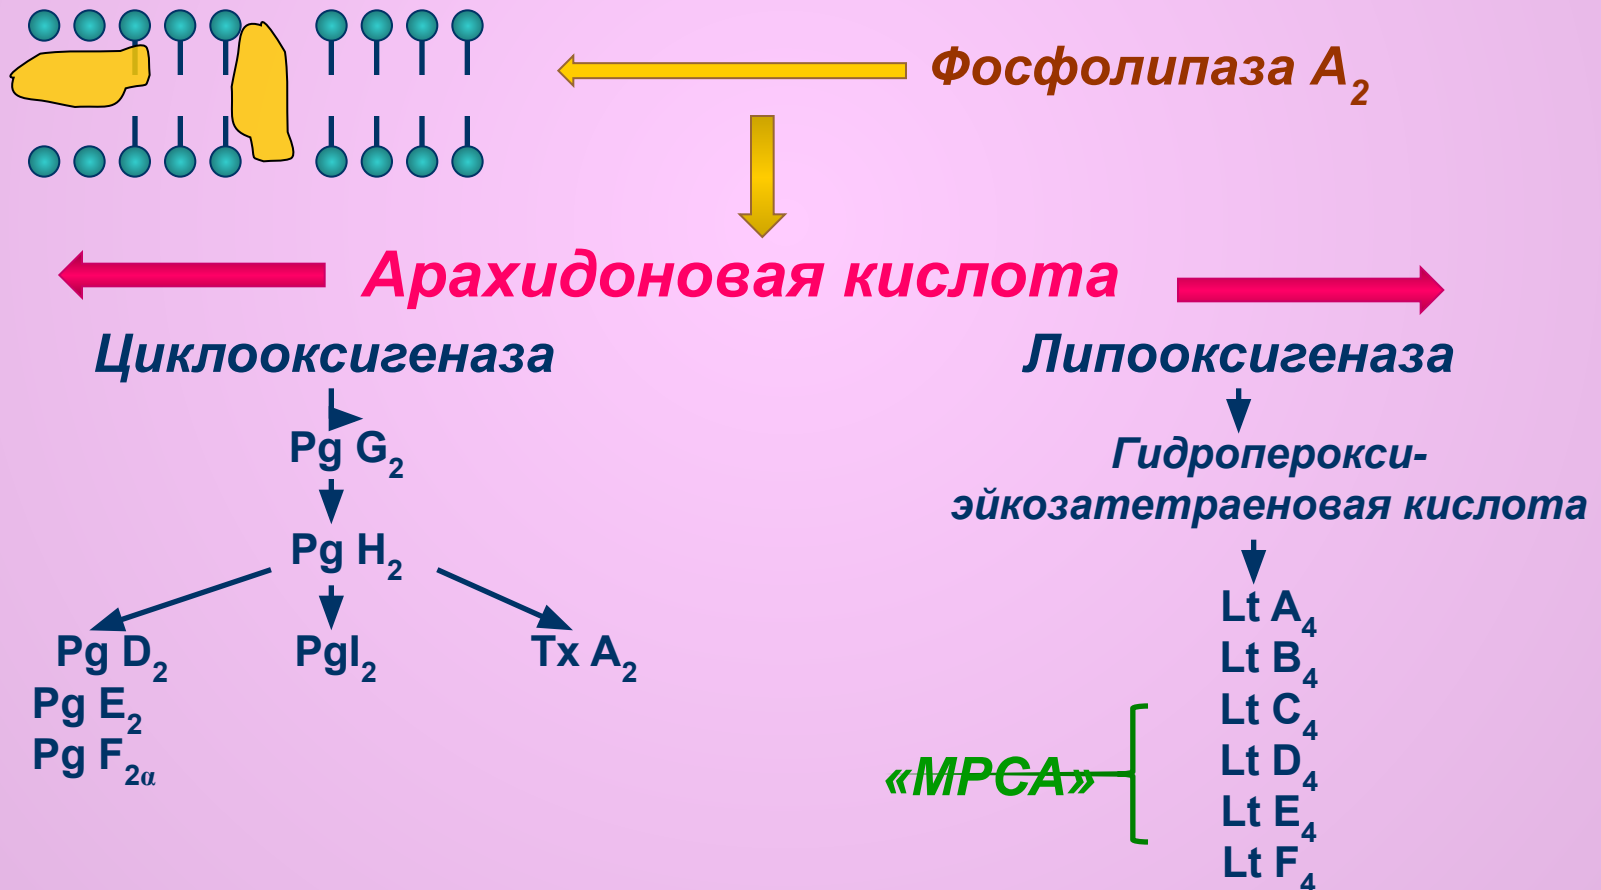 Фосфолипаза А2
Арахидоновая кислота
Циклооксигеназа
Pg G2
Pg H2
Pg D2
PgI2
Tx A2
Pg E2
Pg F2α
Липооксигеназа
Гидроперокси-
эйкозатетраеновая кислота
Lt A4
Lt B4
Lt C4
Lt D4
Lt E4
Lt F4
«МРСА»